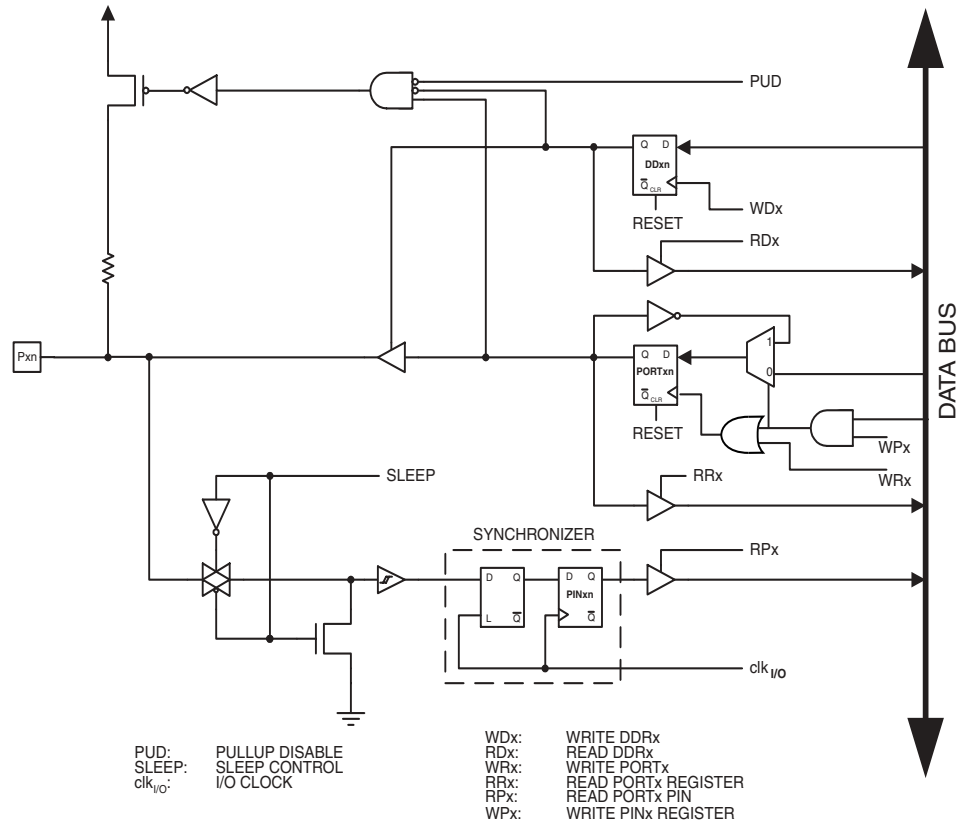 PUD
Q D
DDxn
Q CLR
WDx
RESET
RDx
Pxn
1
Q D
PORTxn
0
Q CLR
RESET
WPx
WRx
SLEEP
RRx
SYNCHRONIZER
RPx
D Q
D Q
PINxn
L Q
Q
clk I/O
DATA BUS
PUD: PULLUP DISABLE
SLEEP: SLEEP CONTROL
clk I/O: I/O CLOCK
WDx: WRITE DDRx
RDx: READ DDRx
WRx: WRITE PORTx
RRx: READ PORTx REGISTER
RPx: READ PORTx PIN
WPx: WRITE PINx REGISTER